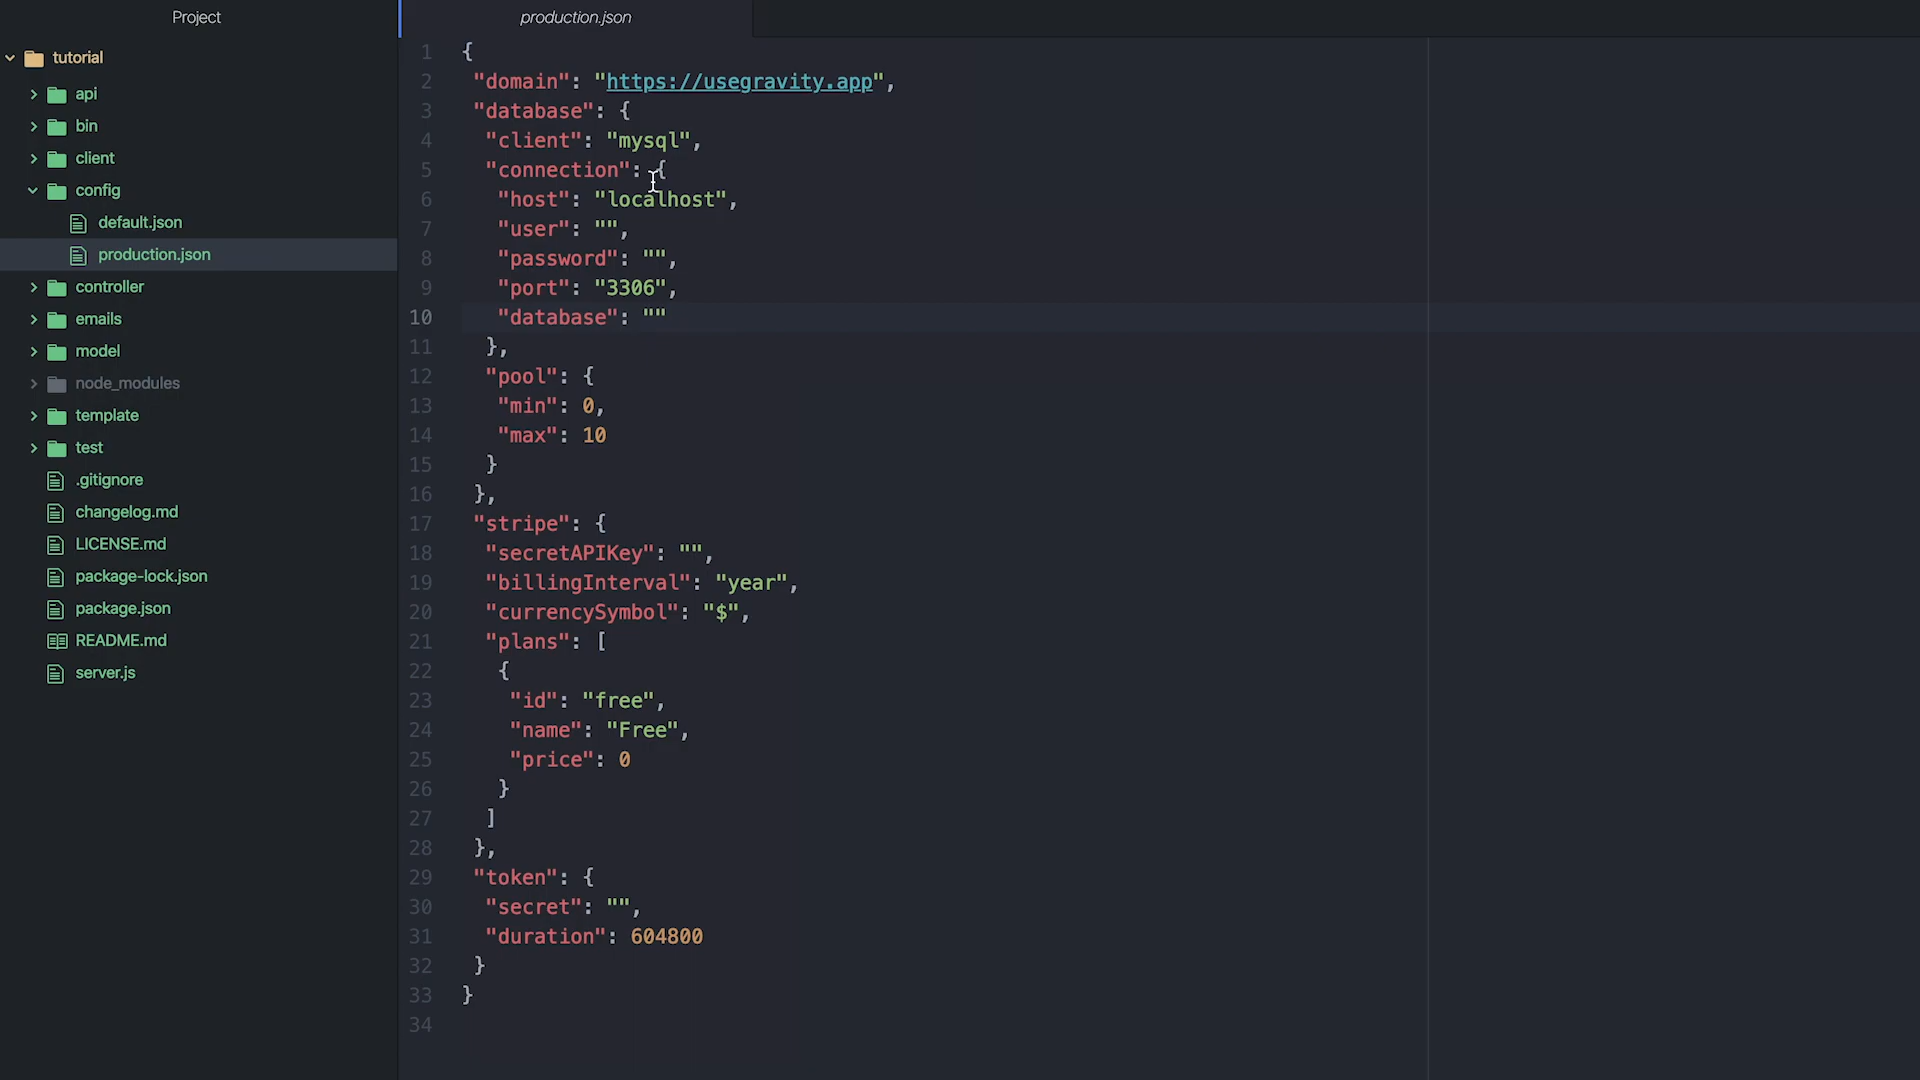 Project
production.json
tutorial
api
bin
client
config
default.json
production.json
controller
emails
model
node_modules
template
test
.gitignore
changelog.md
LICENSE.md
package-lock.json
package.json
README.md
server.js
1 {
2 "domain": "https://usegravity.app",
3 "database": {
4 "client": "mysql",
5 "connection": {
6 "host": "localhost",
7 "user": "",
8 "password": "",
9 "port": "3306",
10 "database": ""
11 },
12 "pool": {
13 "min": 0,
14 "max": 10
15 }
16 },
17 "stripe": {
18 "secretAPIKey": "",
19 "billingInterval": "year",
20 "currencySymbol": "$",
21 "plans": [
22 {
23 "id": "free",
24 "name": "Free",
25 "price": 0
26 }
27 ]
28 },
29 "token": {
30 "secret": "",
31 "duration": 604800
32 }
33 }
34